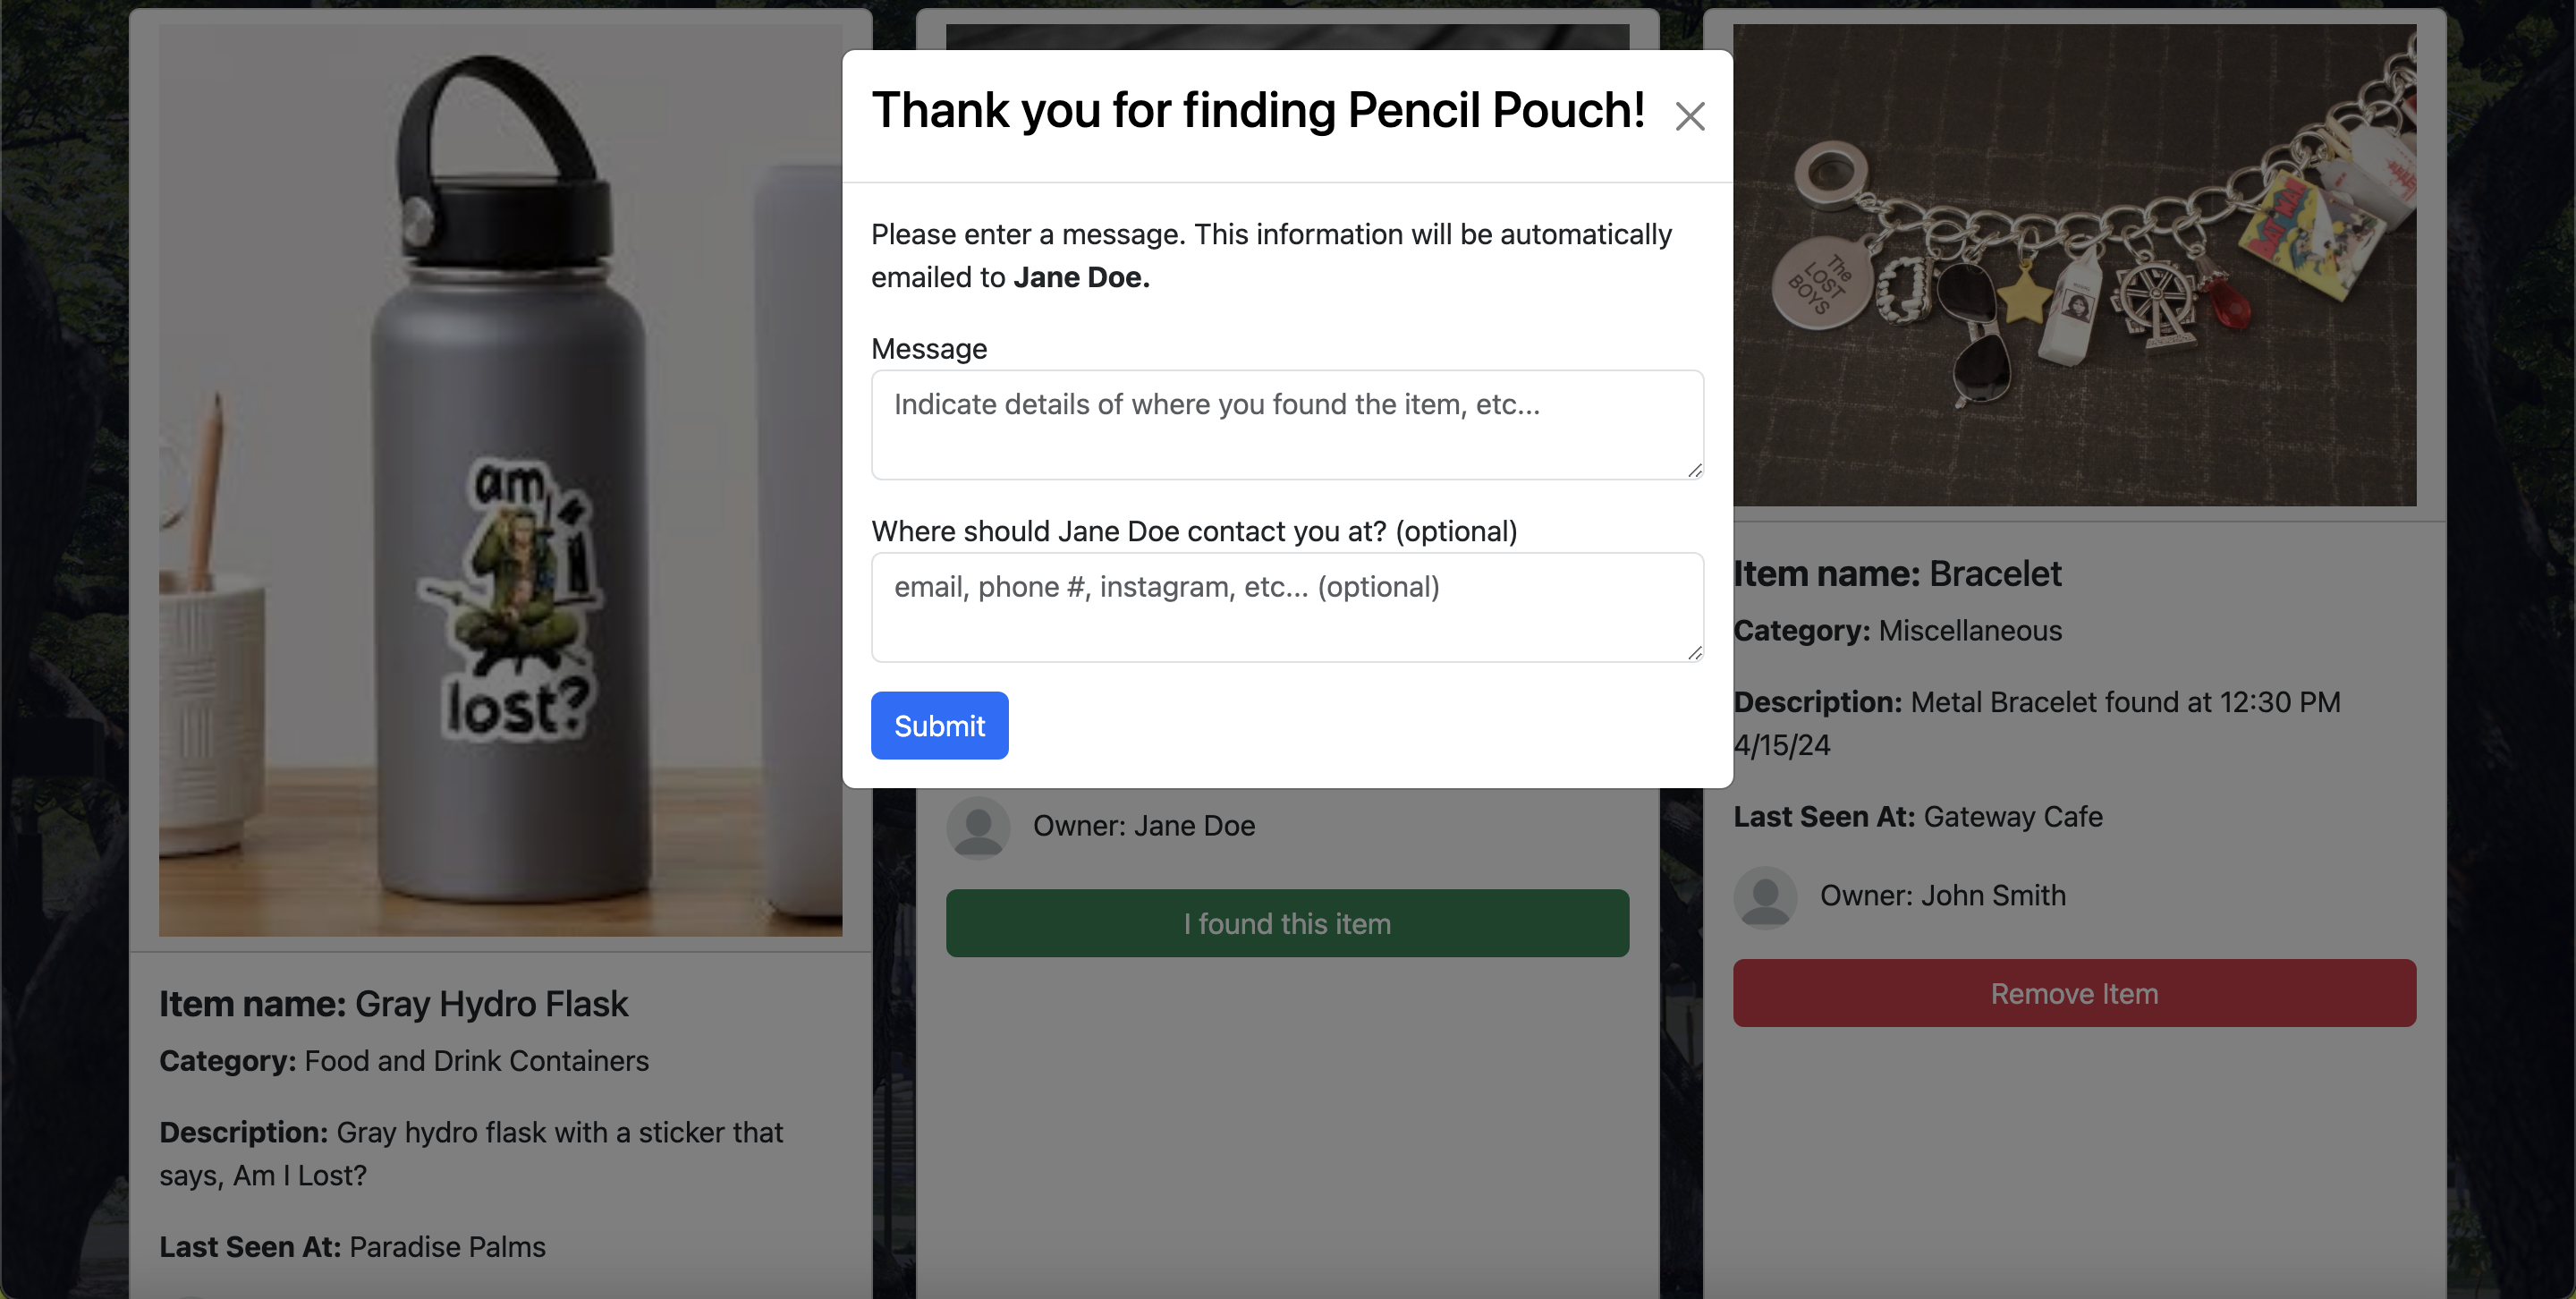 Thank you for finding Pencil Pouch!
Please enter a message. This information will be automatically
emailed to Jane Doe.
Message
Indicate details of where you found the item, etc...
Where should Jane Doe contact you at? (optional)
email, phone #, instagram, etc... (optional)
Submit
am
I
lost?
Item name: Gray Hydro Flask
Category: Food and Drink Containers
Description: Gray hydro flask with a sticker that
says, Am I Lost?
Last Seen At: Paradise Palms
Owner: Jane Doe
I found this item
The
LOST
BOYS
BATMAN
Item name: Bracelet
Category: Miscellaneous
Description: Metal Bracelet found at 12:30 PM
4/15/24
Last Seen At: Gateway Cafe
Owner: John Smith
Remove Item